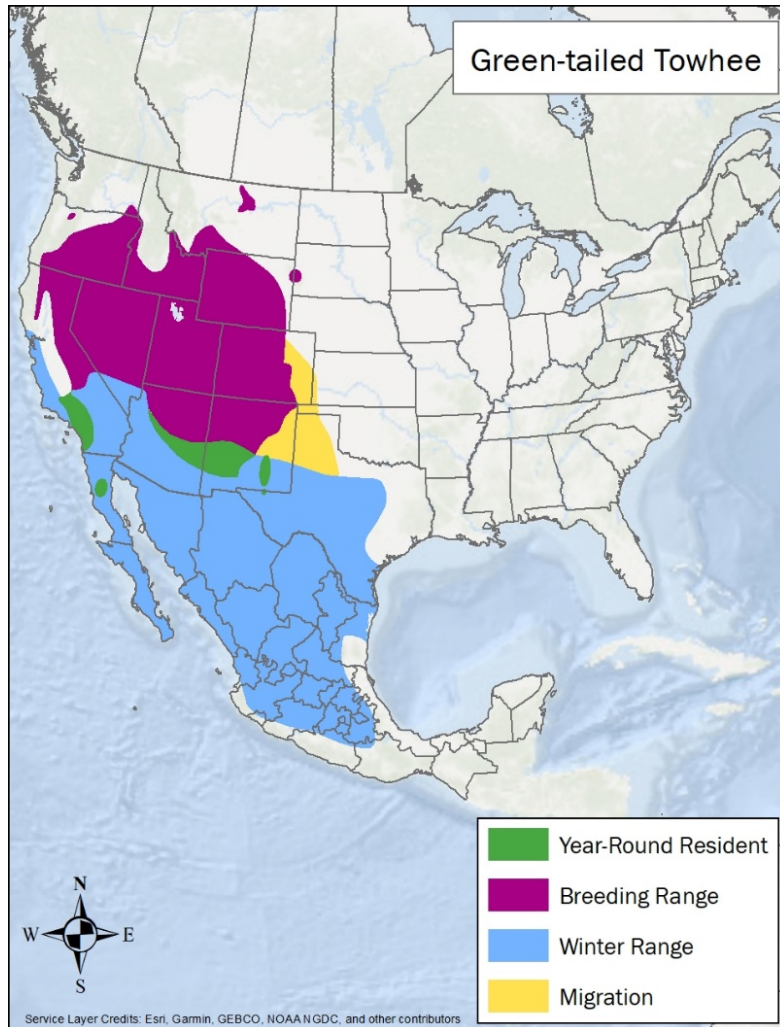 Green-tailed Towhee
Year-Round Resident
Breeding Range
Winter Range
Migration
N
W E
S
Service Layer Credits: Esri, Garmin, GEBCO, NOAA NGDC, and other contributors